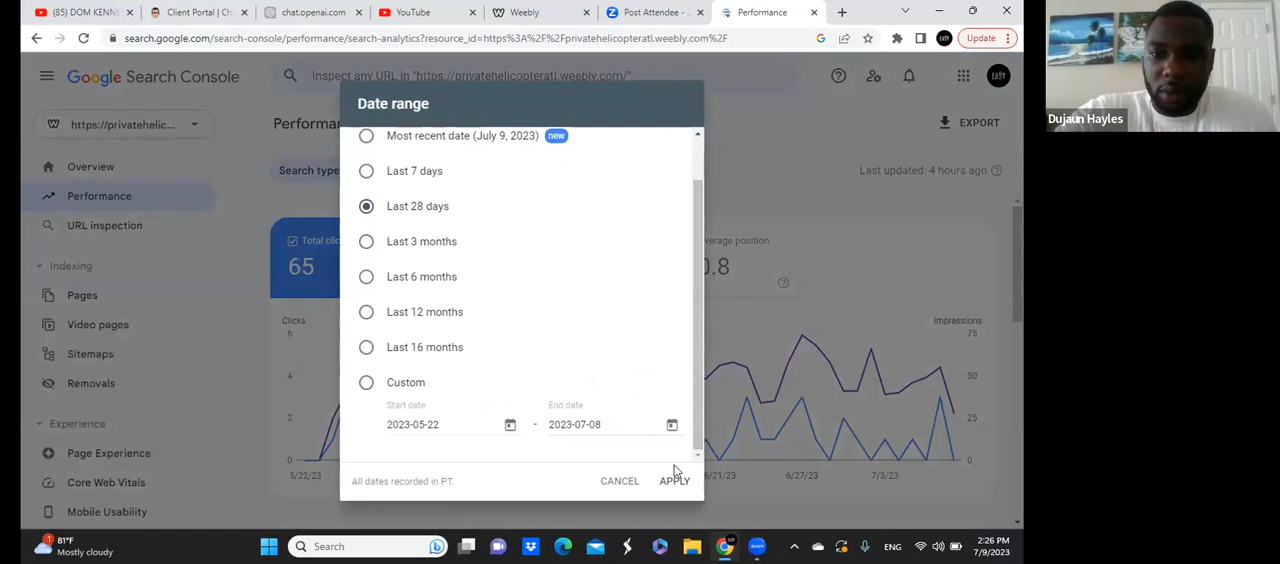 (85) DOM KENN
Client Portal | Ch
chat.openai.com
YouTube
Weebly
Post Attendee - Z
Performance
search.google.com/search-console/performance/search-analytics?resource_id=https%3A%2F%2Fprivatehelicopteratl.weebly.com%2F
Update
Google Search Console
Inspect any URL in "https://privatehelicopteratl.weebly.com/"
EASY
https://privatehelic...
Overview
Performance
URL inspection
Indexing
Pages
Video pages
Sitemaps
Removals
Experience
Page Experience
Core Web Vitals
Mobile Usability
Performan
EXPORT
Search type
Last updated: 4 hours ago
Total clic
65
verage position
0.8
Clicks
Impressions
6
4
2
0
75
50
25
0
5/22/23
6/21/23
6/27/23
7/3/23
Date range
Most recent date (July 9, 2023) new
Last 7 days
Last 28 days
Last 3 months
Last 6 months
Last 12 months
Last 16 months
Custom
Start date
End date
2023-05-22
-
2023-07-08
All dates recorded in PT.
CANCEL
APPLY
Dujaun Hayles
1
81°F
Mostly cloudy
Search
ENG
2:26 PM
7/9/2023